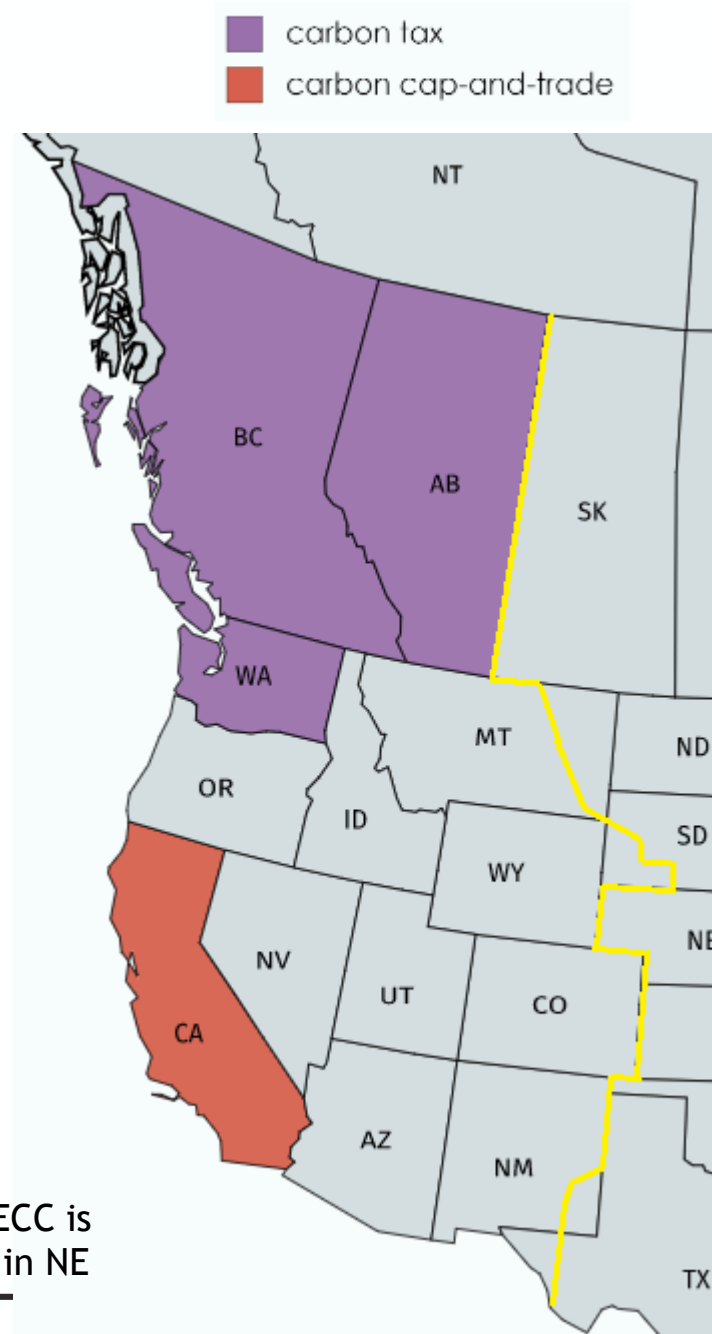 carbon tax
carbon cap-and-trade
NT
BC
AB
SK
WA
MT
ND
OR
ID
SD
WY
NE
NV
UT
CO
CA
AZ
NM
TX
ECC is
in NE